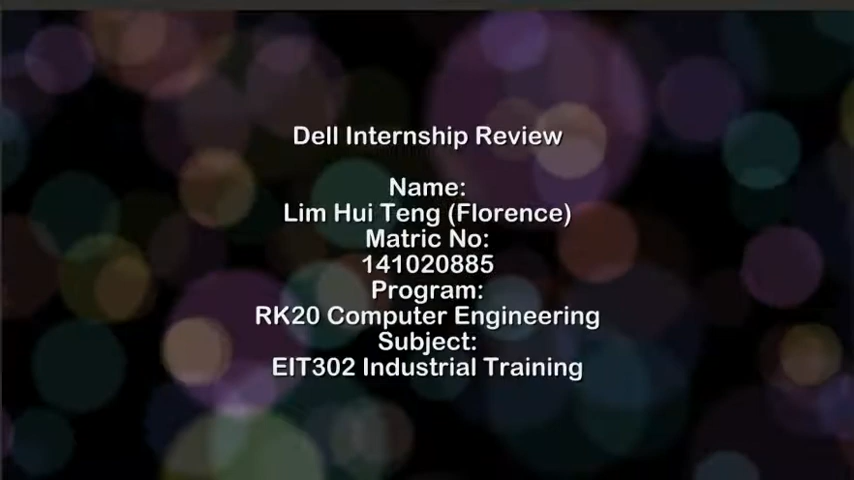 Dell Internship Review
Name:
Lim Hui Teng (Florence)
Matric No:
141020885
Program:
RK20 Computer Engineering
Subject:
EIT302 Industrial Training